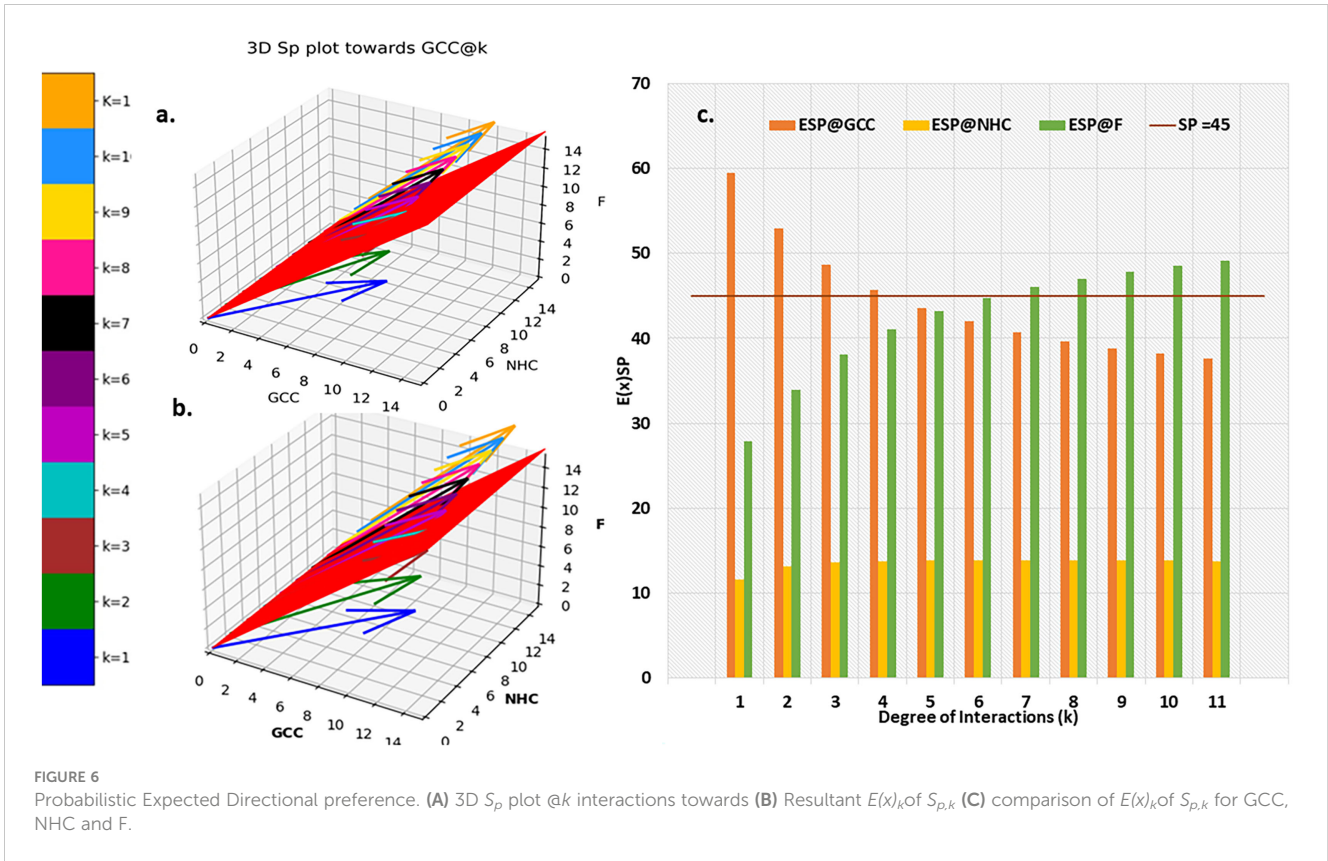 3D Sp plot towards GCC@k
K=1
k=1
k=9
k=8
k=7
k=6
k=5
k=4
k=3
k=2
k=1
a.
14
12
10
8
6
4
2
0
F
14
12
10
8
6
4
2
0
NHC
0
2
4
6
8
10
12
14
GCC
b.
14
12
10
8
6
4
2
0
F
14
12
10
8
6
4
2
0
NHC
0
2
4
6
8
10
12
14
GCC
c.
ESP@GCC ESP@NHC ESP@F SP =45
70
60
50
40
30
20
10
0
E(x)SP
1 2 3 4 5 6 7 8 9 10 11
Degree of Interactions (k)
FIGURE 6
Probabilistic Expected Directional preference. (A) 3D Sp plot @k interactions towards (B) Resultant E(x)kof Sp,k (C) comparison of E(x)kof Sp,k for GCC,
NHC and F.